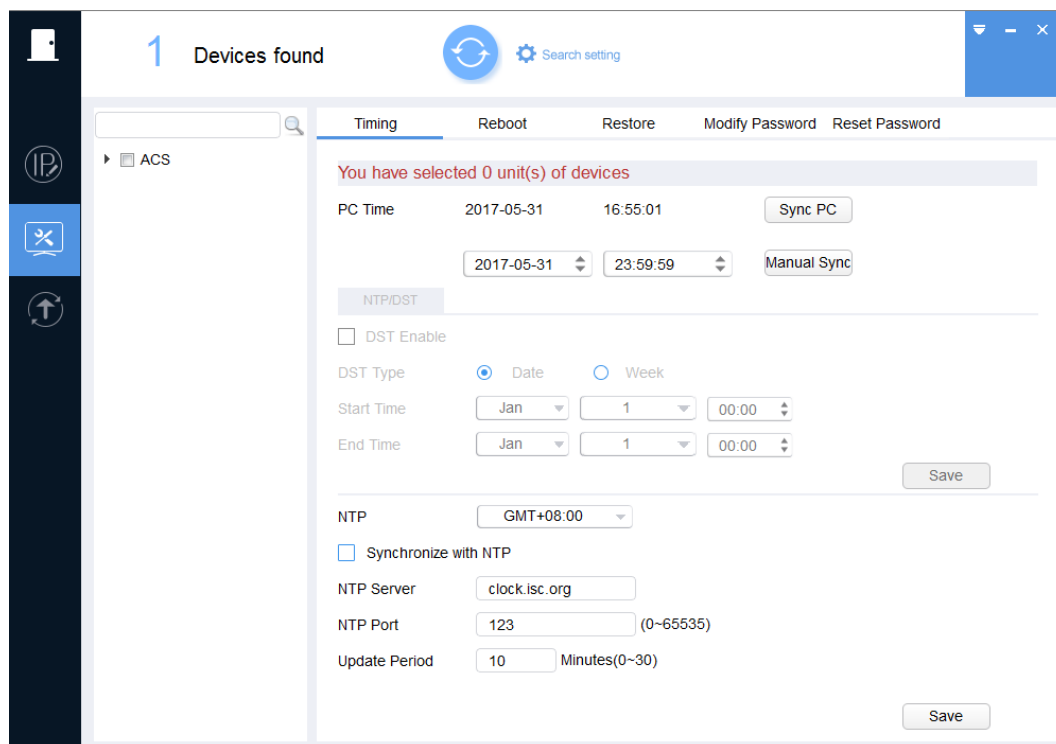 1 Devices found
Search setting
Timing Reboot Restore Modify Password Reset Password
IP
ACS
You have selected 0 unit(s) of devices
PC Time 2017-05-31 16:55:01 Sync PC
2017-05-31 23:59:59 Manual Sync
NTP/DST
DST Enable
DST Type Date Week
Start Time Jan 1 00:00
End Time Jan 1 00:00
Save
NTP GMT+08:00
Synchronize with NTP
NTP Server clock.isc.org
NTP Port 123 (0~65535)
Update Period 10 Minutes(0~30)
Save